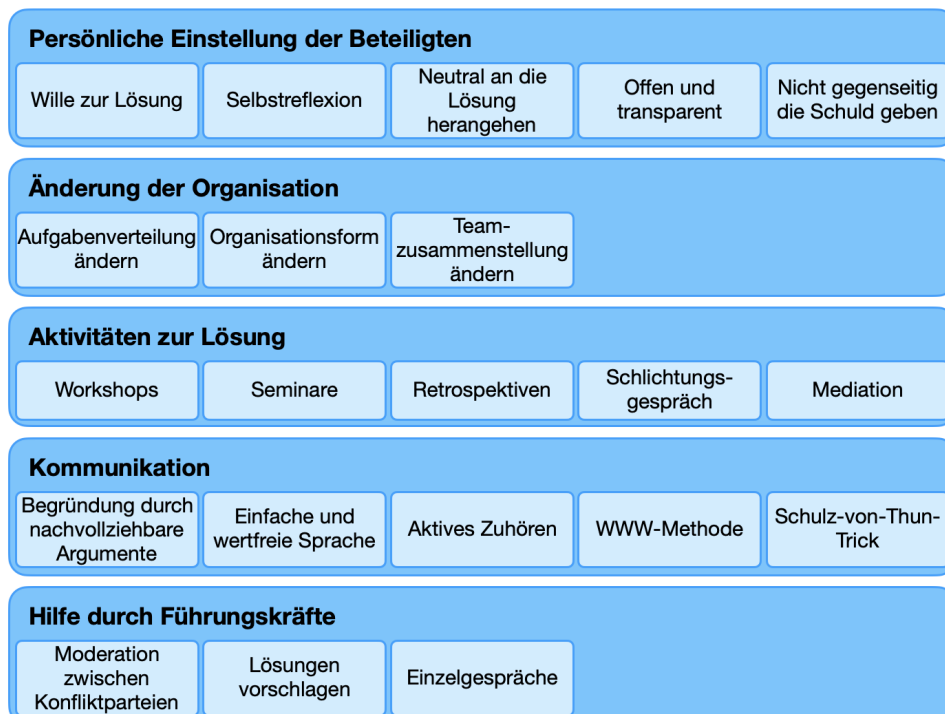 Persönliche Einstellung der Beteiligten
Wille zur Lösung
Selbstreflexion
Neutral an die
Lösung
herangehen
Offen und
transparent
Nicht gegenseitig
die Schuld geben
Änderung der Organisation
Aufgabenverteilung
ändern
Organisationsform
ändern
Team-
zusammenstellung
ändern
Aktivitäten zur Lösung
Workshops
Seminare
Retrospektiven
Schlichtungs-
gespräch
Mediation
Kommunikation
Begründung durch
nachvollziehbare
Argumente
Einfache und
wertfreie Sprache
Aktives Zuhören
WWW-Methode
Schulz-von-Thun-
Trick
Hilfe durch Führungskräfte
Moderation
zwischen
Konfliktparteien
Lösungen
vorschlagen
Einzelgespräche